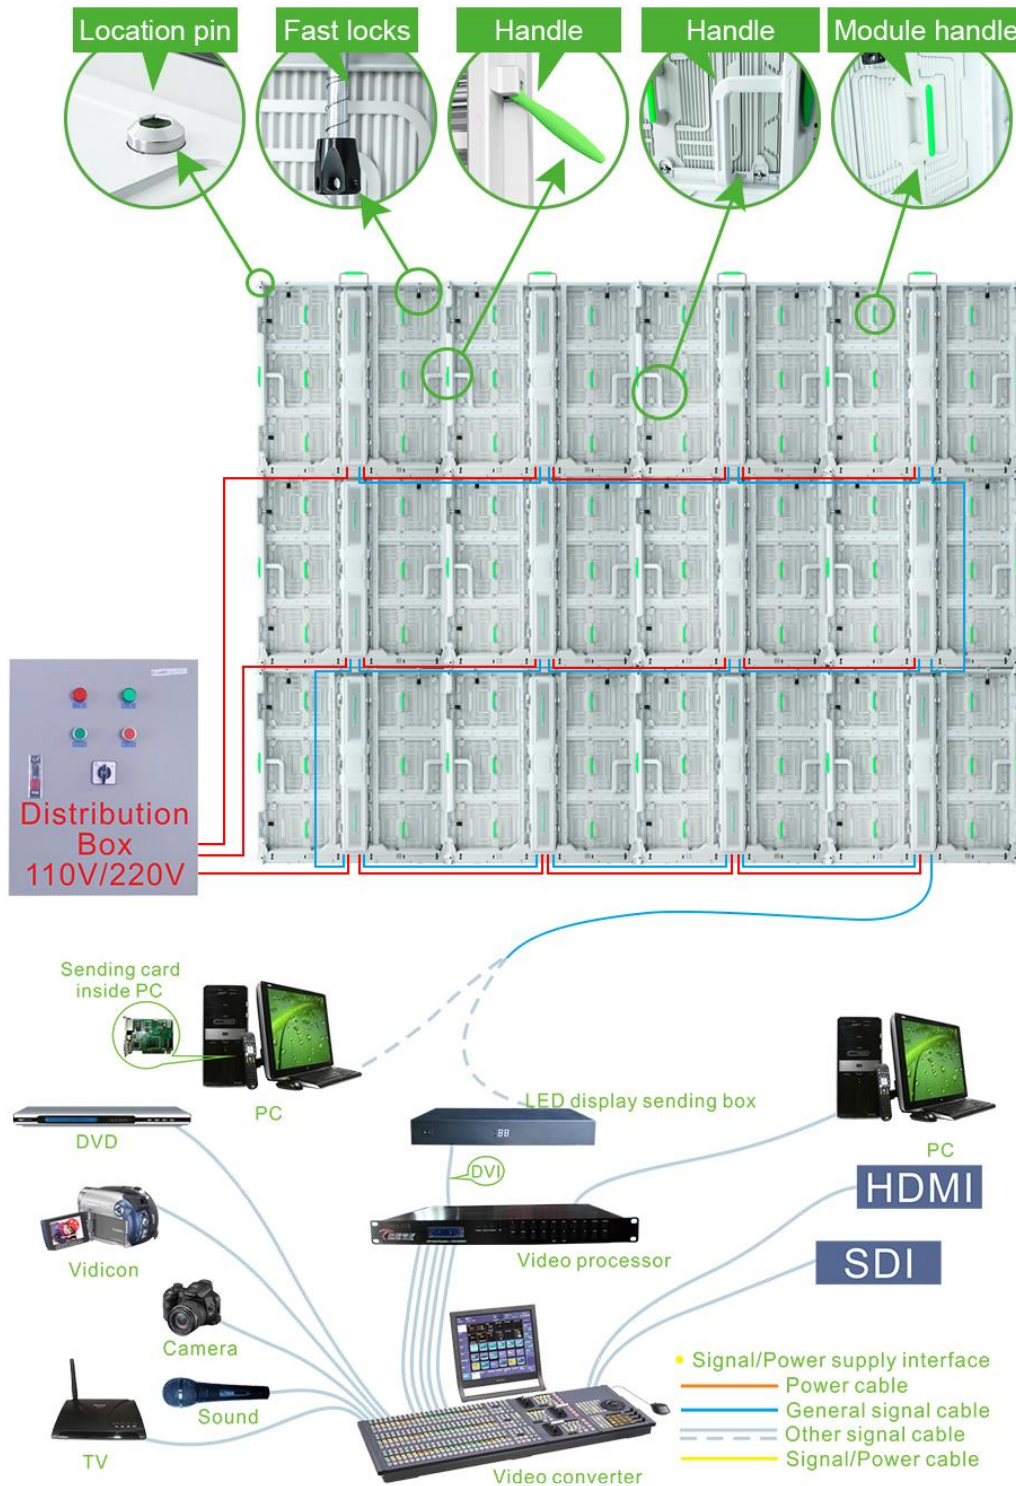 Location pin
Fast locks
Handle
Handle
Module handle
Distribution
Box
110V/220V
Sending card
inside PC
PC
LED display sending box
PC
DVD
DVI
HDMI
Vidicon
Video processor
SDI
Camera
Signal/Power supply interface
Power cable
Sound
General signal cable
Other signal cable
TV
Signal/Power cable
Video converter